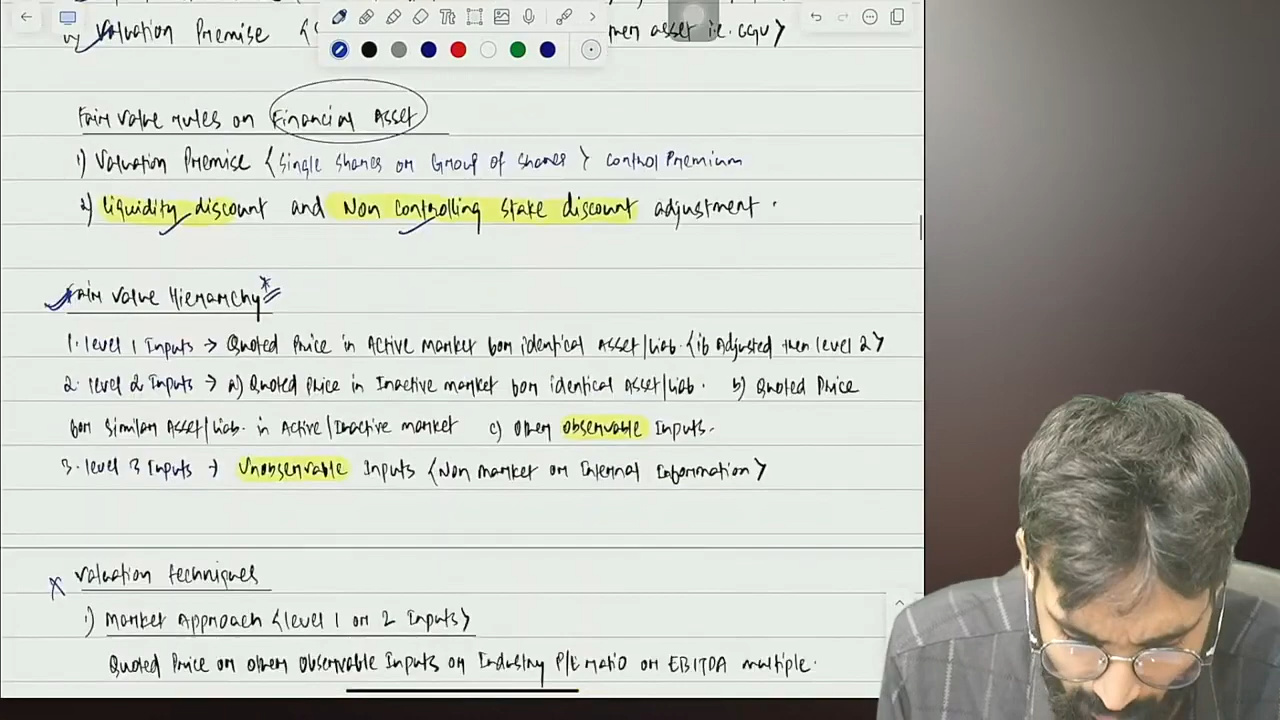 Valuation Premise { men asset i.e. CGU}
Fair value rules on Financial Asset
1) Valuation Premise {Single Shares or Group of Shares} Control Premium
2) liquidity discount and Non Controlling Stake discount adjustment.
Fair Value Hierarchy*
1. level 1 Inputs → Quoted Price in Active market for identical Asset/Liab. {if Adjusted then level 2}
2. level 2 Inputs → a) Quoted Price in Inactive market for identical Asset/Liab. b) Quoted Price
for Similar Asset/Liab. in Active/Inactive market c) Other observable Inputs.
3. level 3 Inputs → Unobservable Inputs {Non market or Internal Information}
Valuation techniques
i) Market Approach {level 1 or 2 Inputs}
Quoted Price or other Observable Inputs or Industry P/E ratio or EBITDA multiple.